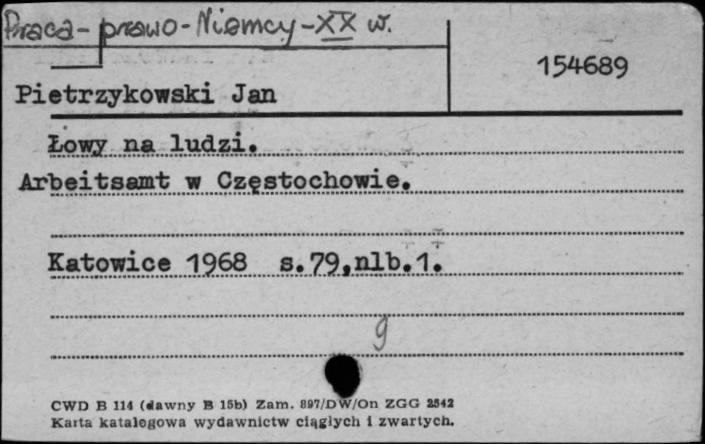 Praca - prawo - Niemcy - XX w.
154689
Pietrzykowski Jan
Łowy na ludzi.
Arbeitsamt w Częstochowie.
Katowice 1968 s.79,nlb.1.
g
CWD B 114 (dawny B 15b) Zam. 897/DW/On ZGG 2542
Karta katalogowa wydawnictw ciągłych i zwartych.